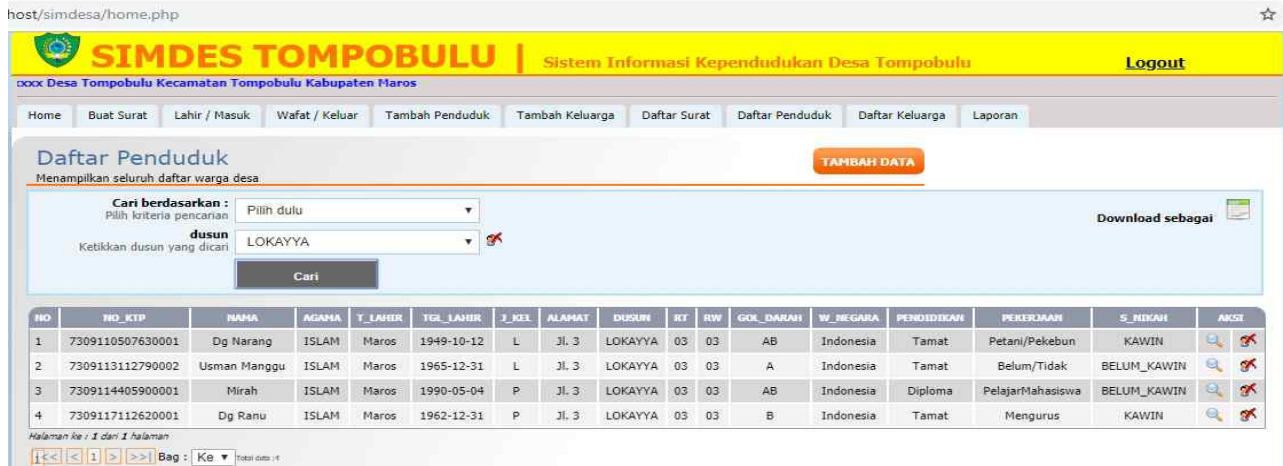 host/simdesa/home.php
SIMDES TOMPOBULU | Sistem Informasi Kependudukan Desa Tompobulu Logout
xxx Desa Tompobulu Kecamatan Tompobulu Kabupaten Maros
Home Buat Surat Lahir / Masuk Wafat / Keluar Tambah Penduduk Tambah Keluarga Daftar Surat Daftar Penduduk Daftar Keluarga Laporan
Daftar Penduduk TAMBAH DATA
Menampilkan seluruh daftar warga desa
Cari berdasarkan : Pilih dulu
Pilih kriteria pencarian
Download sebagai
dusun LOKAYYA
Ketikkan dusun yang dicari
Cari
NO NO_KTP NAMA AGAMA T_LAHIR TGL_LAHIR J_KEL ALAMAT DUSUN RT RW GOL_DARAH W_NEGARA PENDIDIKAN PEKERJAAN S_NIKAH AKSI
1 7309110507630001 Dg Narang ISLAM Maros 1949-10-12 L Jl. 3 LOKAYYA 03 03 AB Indonesia Tamat Petani/Pekebun KAWIN
2 7309113112790002 Usman Manggu ISLAM Maros 1965-12-31 L Jl. 3 LOKAYYA 03 03 A Indonesia Tamat Belum/Tidak BELUM_KAWIN
3 7309114405900001 Mirah ISLAM Maros 1990-05-04 P Jl. 3 LOKAYYA 03 03 AB Indonesia Diploma PelajarMahasiswa BELUM_KAWIN
4 7309117112620001 Dg Ranu ISLAM Maros 1962-12-31 P Jl. 3 LOKAYYA 03 03 B Indonesia Tamat Mengurus KAWIN
Halaman ke : 1 dari 1 halaman
|<< < 1 > >>| Bag : Ke Total data :4